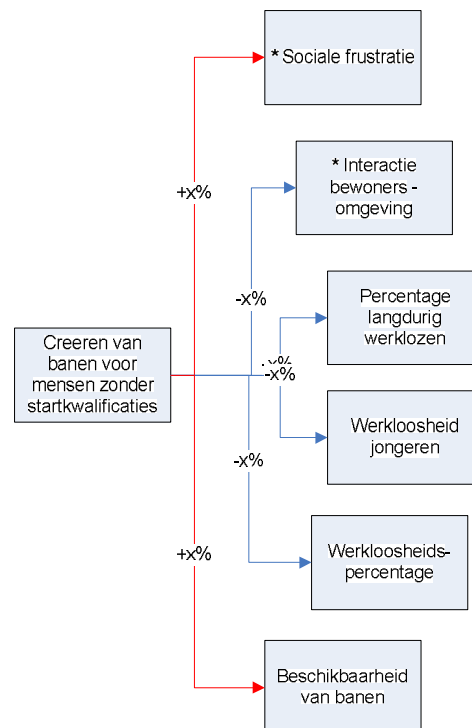 * Sociale frustratie
+x%
* Interactie
bewoners -
omgeving
-x%
Percentage
langdurig
werklozen
Creeren van
banen voor
mensen zonder
startkwalificaties
-x%
-x%
Werkloosheid
jongeren
-x%
Werkloosheids-
percentage
+x%
Beschikbaarheid
van banen